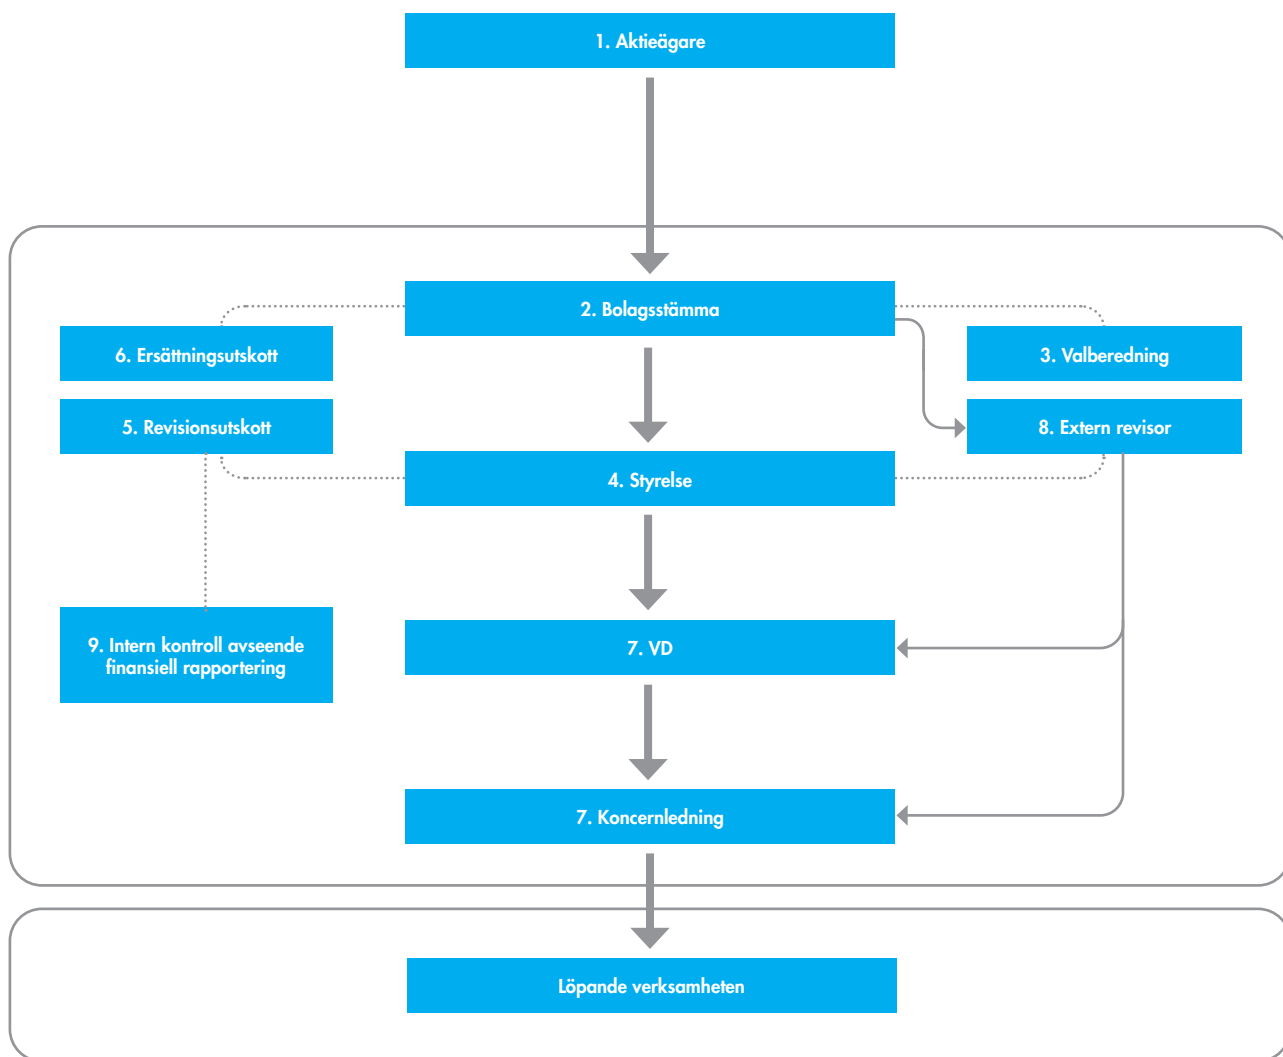 1. Aktieägare
2. Bolagsstämma
6. Ersättningsutskott
3. Valberedning
5. Revisionsutskott
8. Extern revisor
4. Styrelse
9. Intern kontroll avseende
finansiell rapportering
7. VD
7. Koncernledning
Löpande verksamheten